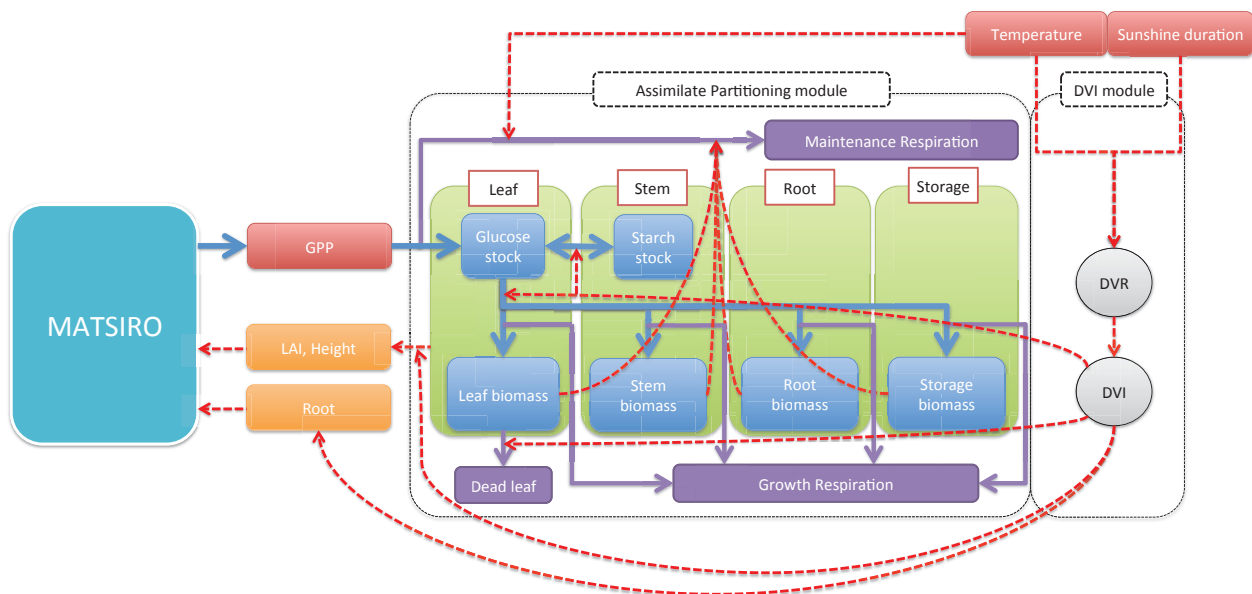 Temperature
Sunshine duration
Assimilate Partitioning module
DVI module
Maintenance Respiration
Leaf
Stem
Root
Storage
Glucose
stock
Starch
stock
GPP
MATSIRO
DVR
LAI, Height
Leaf biomass
Stem
biomass
Root
biomass
Storage
biomass
DVI
Root
Dead leaf
Growth Respiration